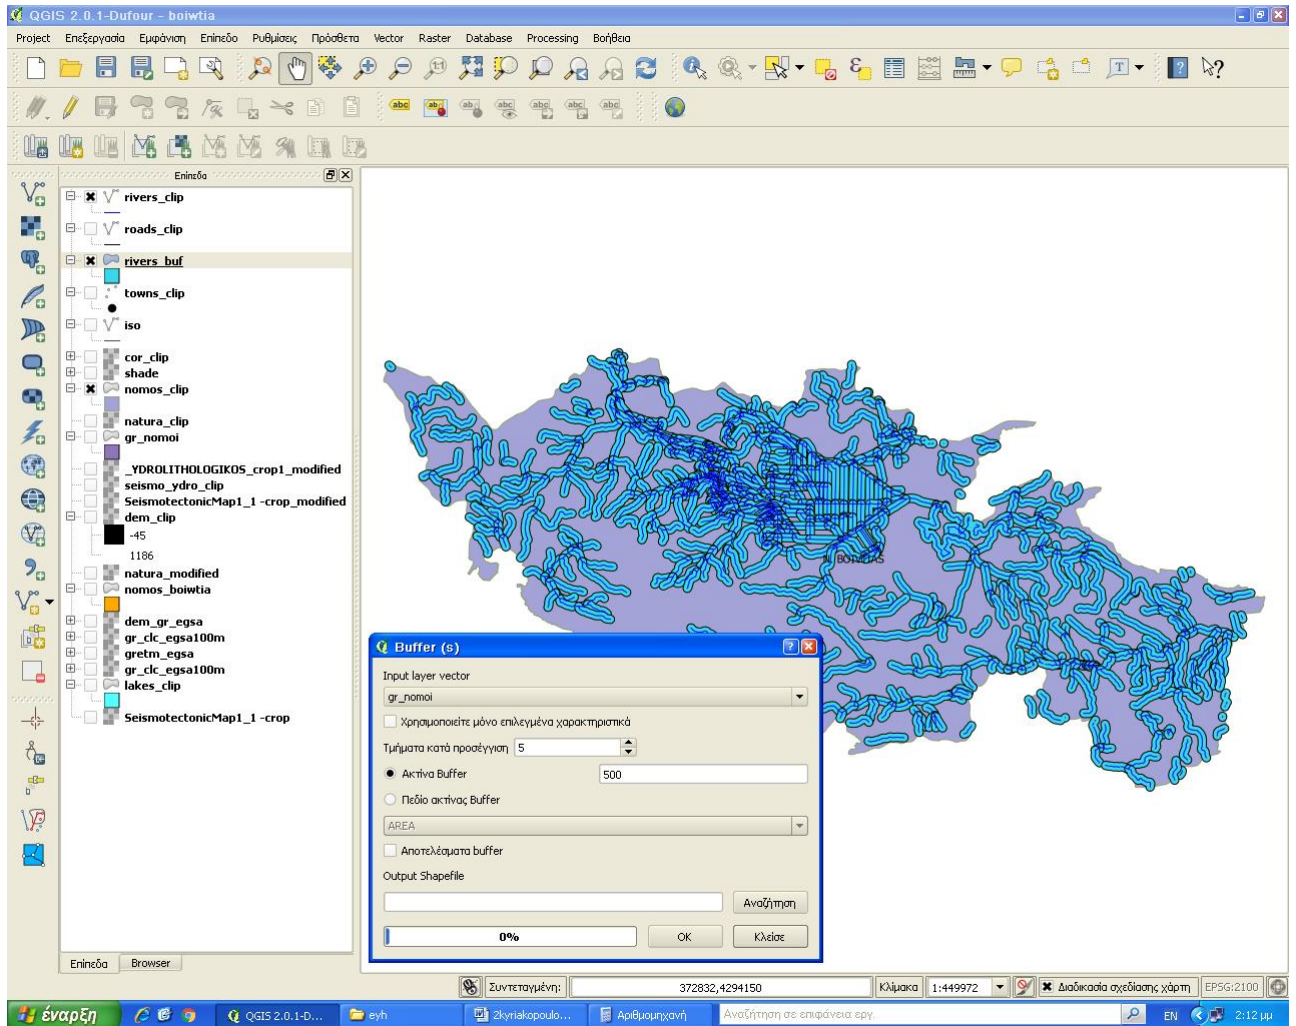 QGIS 2.0.1-Dufour - boiwtia
Project Επεξεργασία Εμφάνιση Επίπεδο Ρυθμίσεις Πρόσθετα Vector Raster Database Processing Βοήθεια
Επίπεδα
rivers_clip
roads_clip
rivers_buf
towns_clip
iso
cor_clip
shade
nomos_clip
natura_clip
gr_nomoi
_YDROLITHOLOGIKOS_crop1_modified
seismo_ydro_clip
SeismotectonicMap1_1 -crop_modified
dem_clip
-45
1186
natura_modified
nomos_boiwtia
dem_gr_egsa
gr_clc_egsa100m
gretm_egsa
gr_clc_egsa100m
lakes_clip
SeismotectonicMap1_1 -crop
Επίπεδα Browser
N. BOIOTIAS
Buffer (s)
Input layer vector
gr_nomoi
Χρησιμοποιείτε μόνο επιλεγμένα χαρακτηριστικά
Τμήματα κατά προσέγγιση 5
Ακτίνα Buffer 500
Πεδίο ακτίνας Buffer
AREA
Αποτελέσματα buffer
Output Shapefile
Αναζήτηση
0% OK Κλείσε
Συντεταγμένη: 372832,4294150 Κλίμακα 1:449972 Διαδικασία σχεδίασης χάρτη EPSG:2100
έναρξη QGIS 2.0.1-D... eyh 2kyriakopoulo... Αριθμομηχανή Αναζήτηση σε επιφάνεια εργ. EN 2:12 μμ